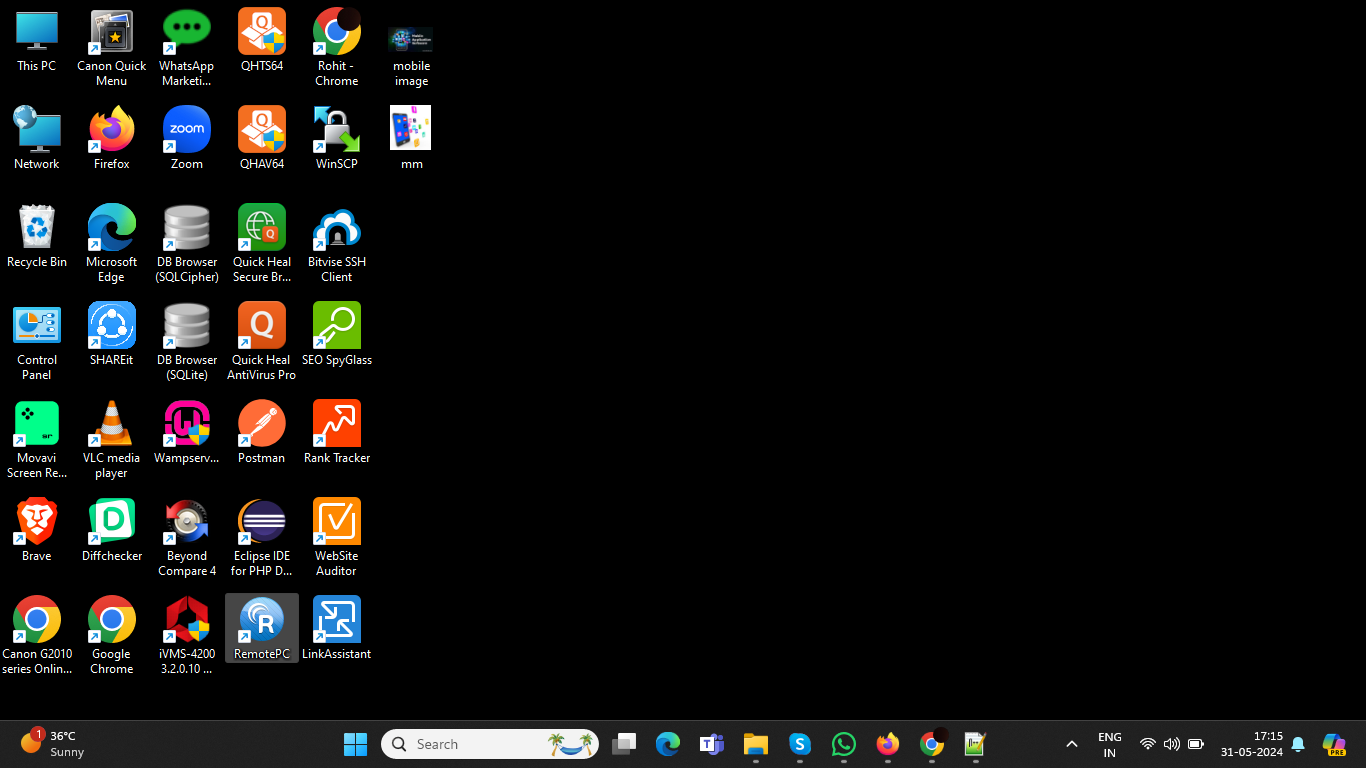 This PC
Canon Quick
Menu
WhatsApp
Marketi...
QHTS64
Rohit -
Chrome
mobile
image
Network
Firefox
zoom
Zoom
QHAV64
WinSCP
mm
Recycle Bin
Microsoft
Edge
DB Browser
(SQLCipher)
Quick Heal
Secure Br...
Bitvise SSH
Client
Control
Panel
SHAREit
DB Browser
(SQLite)
Quick Heal
AntiVirus Pro
SEO SpyGlass
Movavi
Screen Re...
VLC media
player
Wampserv...
Postman
Rank Tracker
Brave
Diffchecker
Beyond
Compare 4
Eclipse IDE
for PHP D...
WebSite
Auditor
Canon G2010
series Onlin...
Google
Chrome
iVMS-4200
3.2.0.10 ...
RemotePC
LinkAssistant
1
36°C
Sunny
Search
ENG
IN
17:15
31-05-2024
PRE